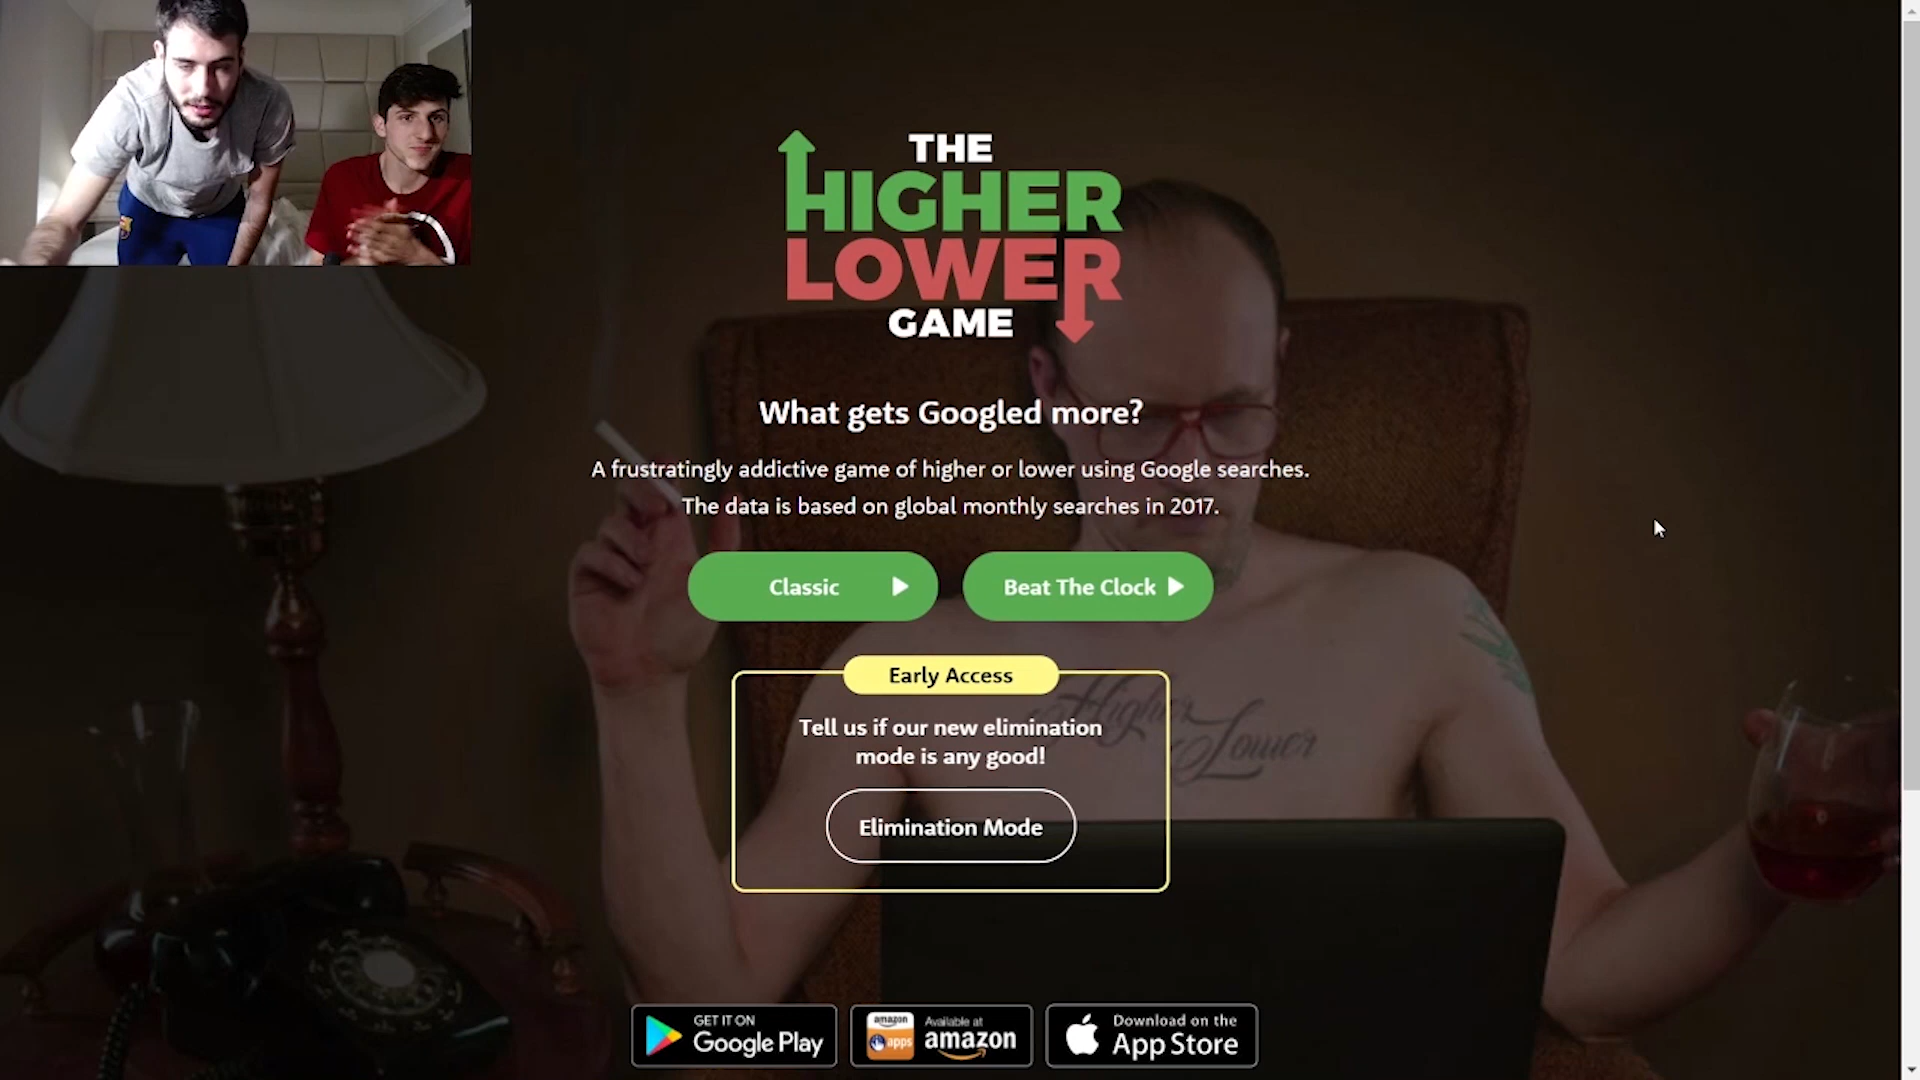 THE
HIGHER
LOWER
GAME
What gets Googled more?
A frustratingly addictive game of higher or lower using Google searches.
The data is based on global monthly searches in 2017.
Classic
Beat The Clock
Early Access
Tell us if our new elimination
mode is any good!
Higher
Lower
Elimination Mode
GET IT ON
Google Play
amazon
apps
Available at
amazon
Download on the
App Store